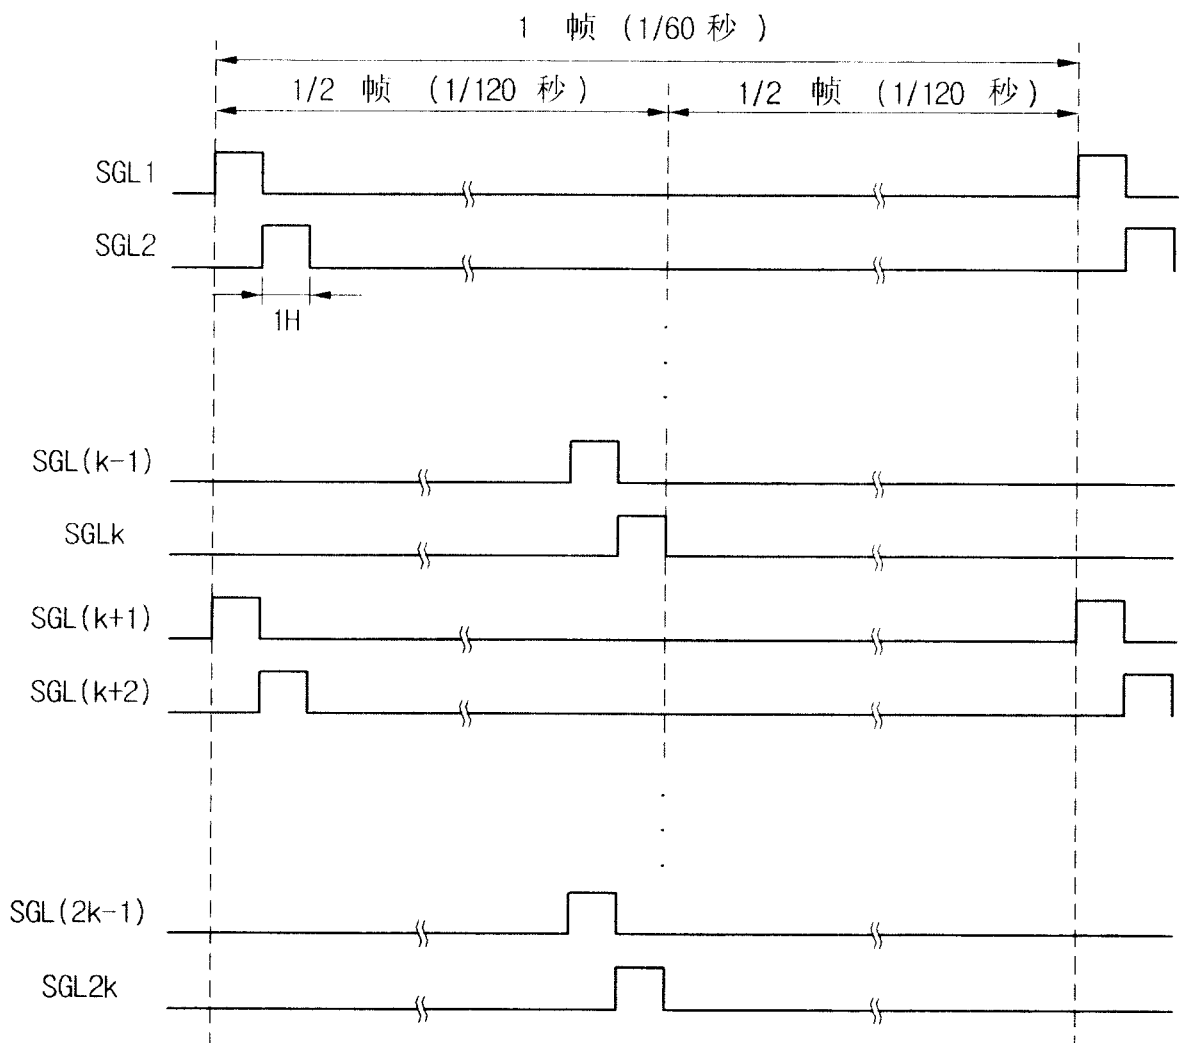 1 帧 (1/60 秒 )
1/2 帧 (1/120 秒 )
1/2 帧 (1/120 秒 )
SGL1
SGL2
1H
SGL(k-1)
SGLk
SGL(k+1)
SGL(k+2)
SGL(2k-1)
SGL2k